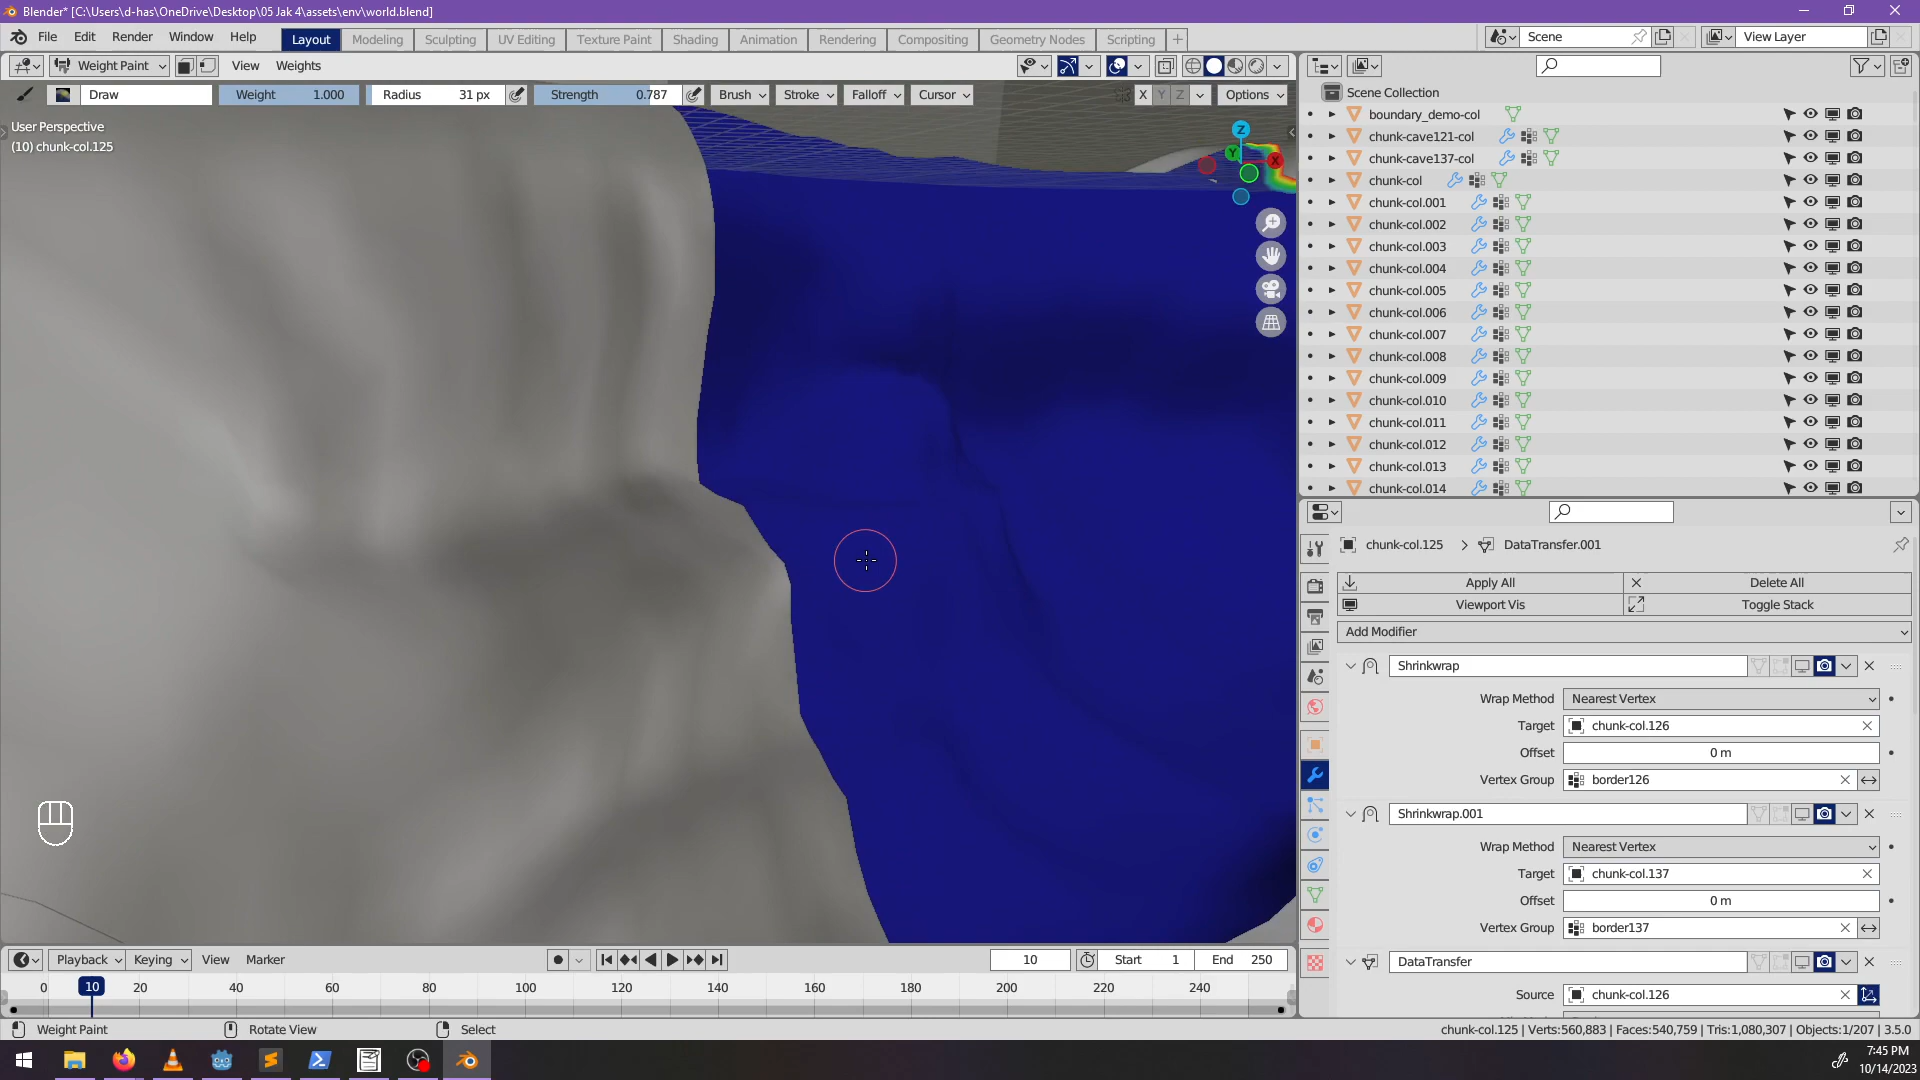 Blender* [C:\Users\d-has\OneDrive\Desktop\05 Jak 4\assets\env\world.blend]
File Edit Render Window Help Layout Modeling Sculpting UV Editing Texture Paint Shading Animation Rendering Compositing Geometry Nodes Scripting + Scene View Layer
Weight Paint View Weights
Draw Weight 1.000 Radius 31 px Strength 0.787 Brush Stroke Falloff Cursor X Y Z Options
User Perspective
(10) chunk-col.125
Z
Y
X
Scene Collection
boundary_demo-col
chunk-cave121-col
chunk-cave137-col
chunk-col
chunk-col.001
chunk-col.002
chunk-col.003
chunk-col.004
chunk-col.005
chunk-col.006
chunk-col.007
chunk-col.008
chunk-col.009
chunk-col.010
chunk-col.011
chunk-col.012
chunk-col.013
chunk-col.014
chunk-col.125 DataTransfer.001
Apply All Delete All
Viewport Vis Toggle Stack
Add Modifier
Shrinkwrap
Wrap Method Nearest Vertex
Target chunk-col.126
Offset 0 m
Vertex Group border126
Shrinkwrap.001
Wrap Method Nearest Vertex
Target chunk-col.137
Offset 0 m
Vertex Group border137
DataTransfer
Source chunk-col.126
Playback Keying View Marker 10 Start 1 End 250
0 10 20 40 60 80 100 120 140 160 180 200 220 240
Weight Paint Rotate View Select chunk-col.125 | Verts:560,883 | Faces:540,759 | Tris:1,080,307 | Objects:1/207 | 3.5.0
7:45 PM
10/14/2023